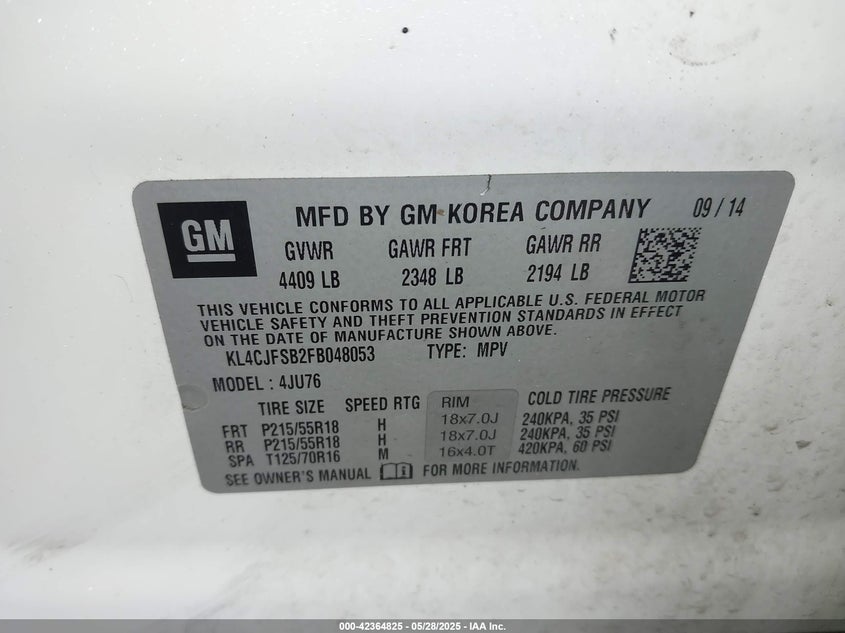 GM
MFD BY GM KOREA COMPANY 09 / 14
GVWR GAWR FRT GAWR RR
4409 LB 2348 LB 2194 LB
THIS VEHICLE CONFORMS TO ALL APPLICABLE U.S. FEDERAL MOTOR
VEHICLE SAFETY AND THEFT PREVENTION STANDARDS IN EFFECT
ON THE DATE OF MANUFACTURE SHOWN ABOVE.
KL4CJFSB2FB048053 TYPE: MPV
MODEL : 4JU76
TIRE SIZE SPEED RTG RIM COLD TIRE PRESSURE
FRT P215/55R18 H 18x7.0J 240KPA, 35 PSI
RR P215/55R18 H 18x7.0J 240KPA, 35 PSI
SPA T125/70R16 M 16x4.0T 420KPA, 60 PSI
SEE OWNER'S MANUAL FOR MORE INFORMATION.
000-42364825 - 05/28/2025 - IAA Inc.